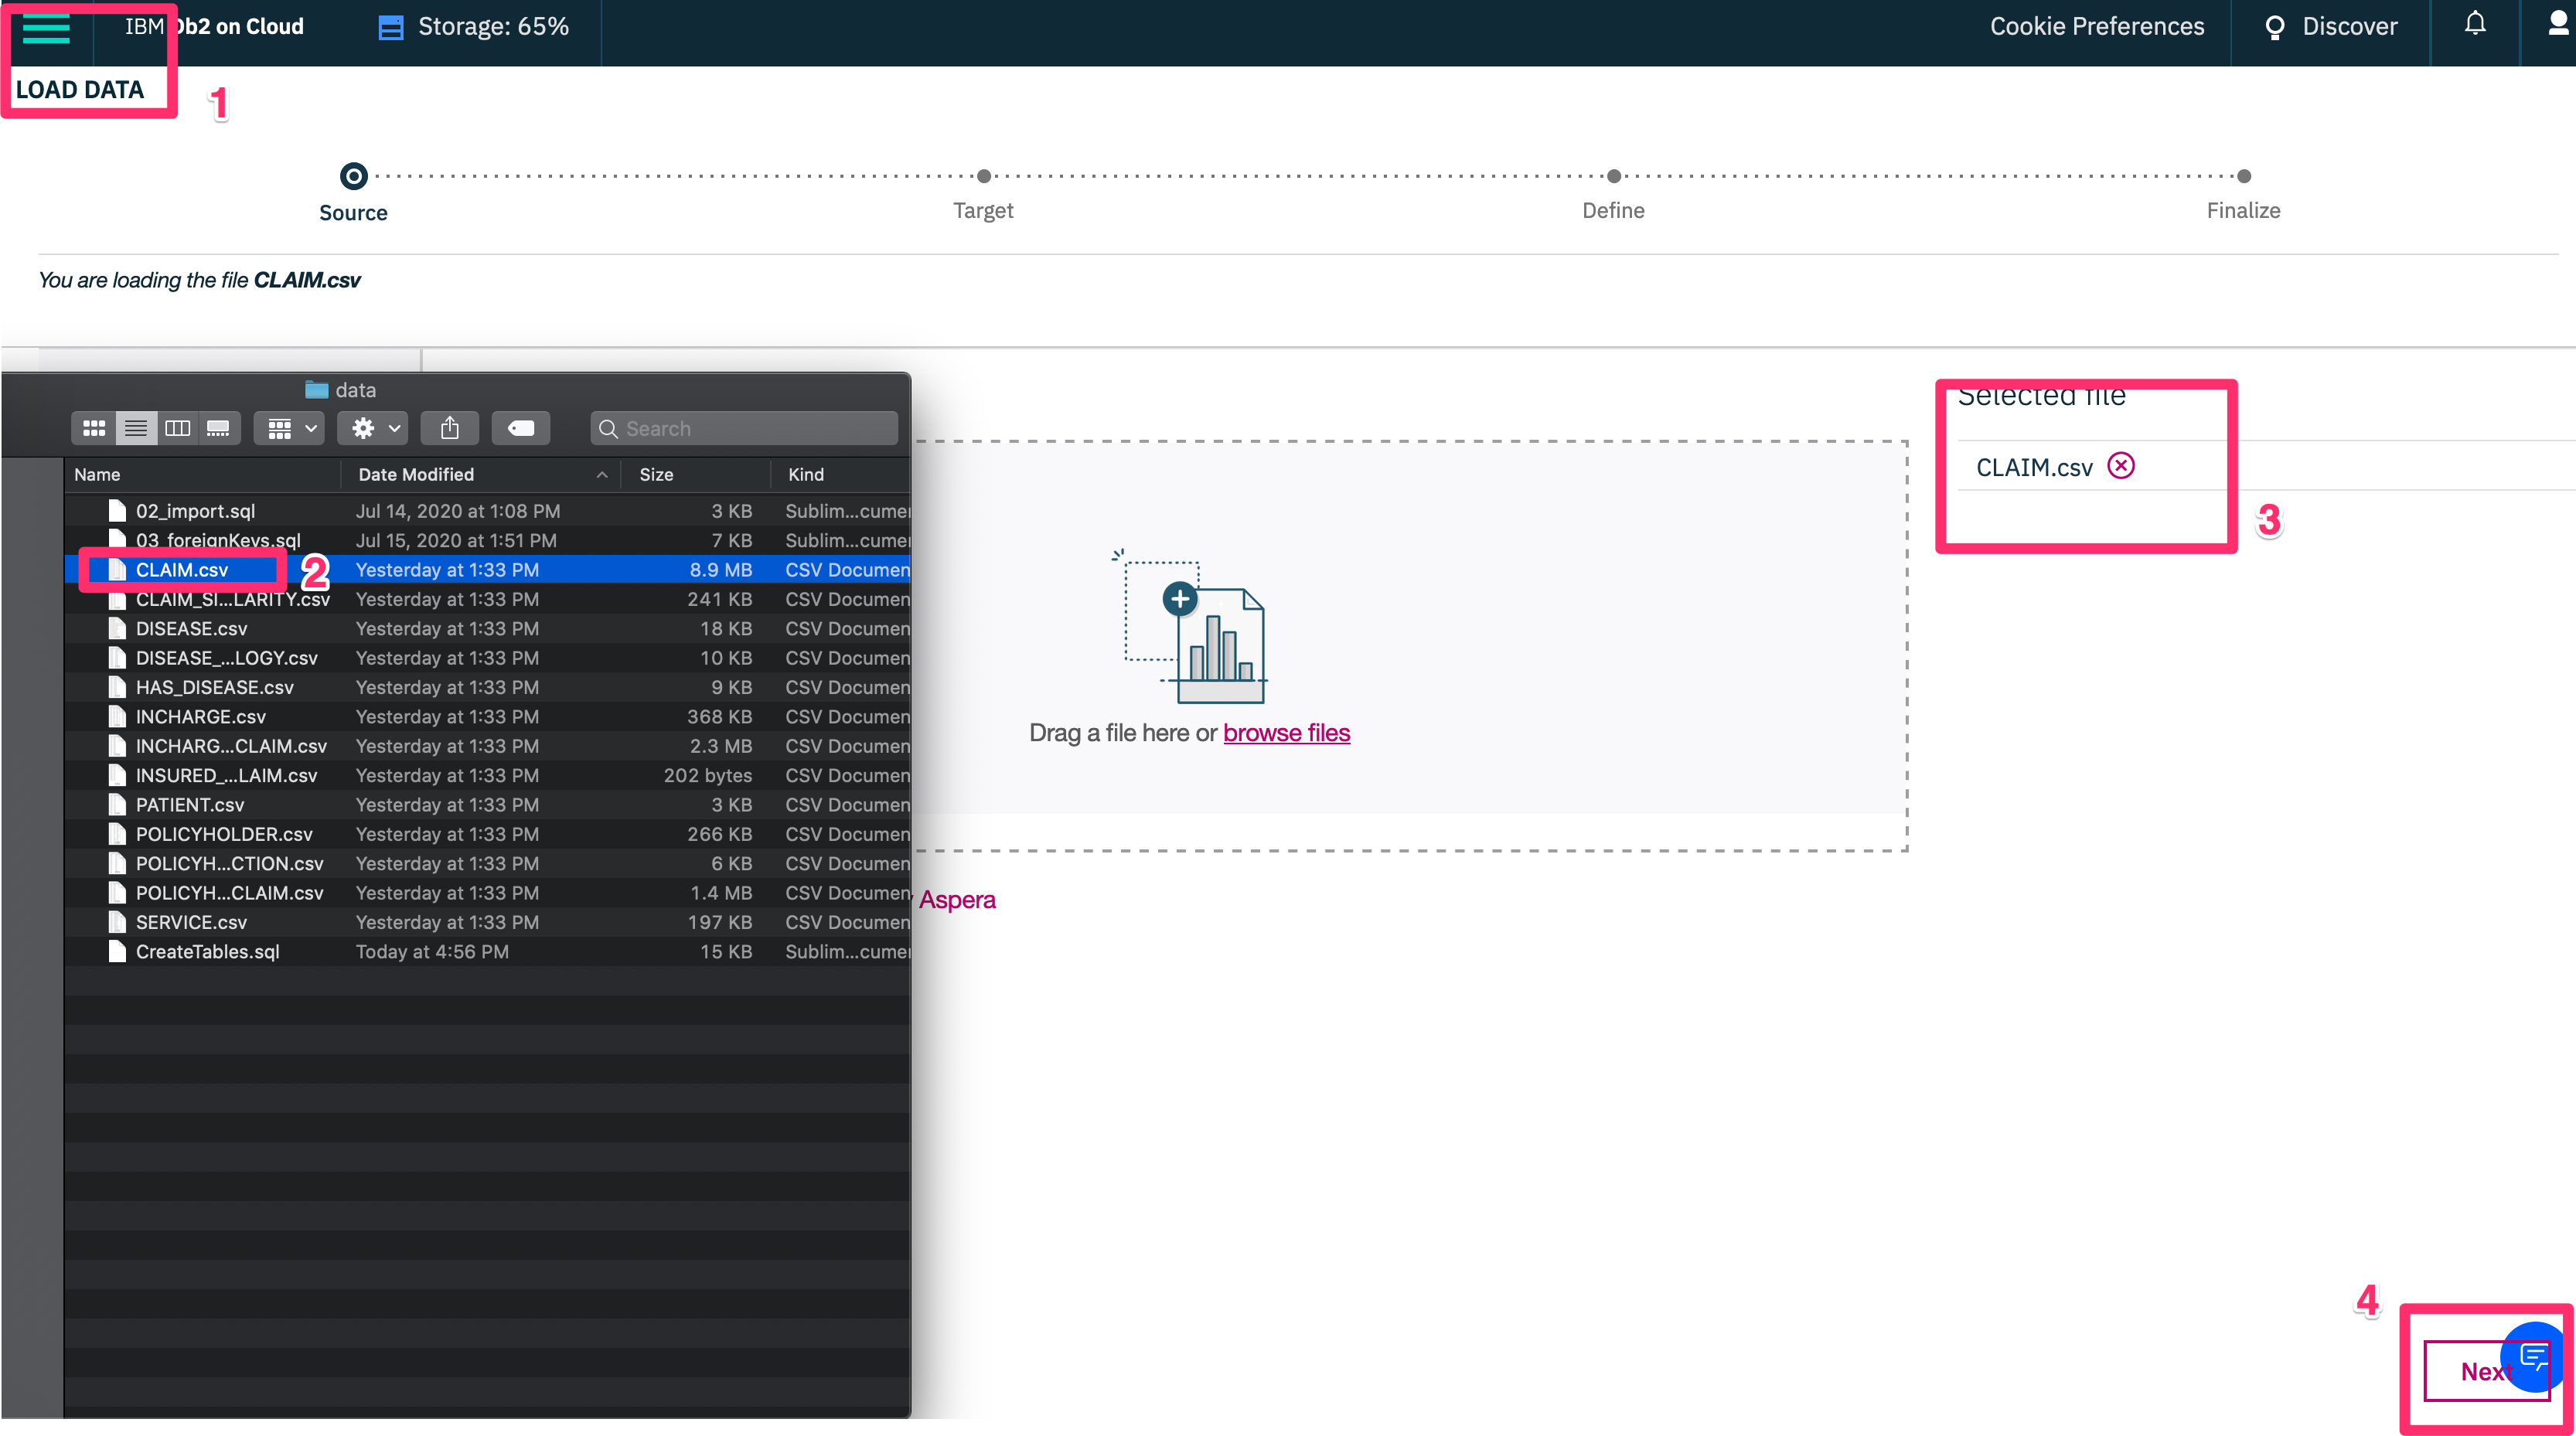 IBM Db2 on Cloud
Storage: 65%
Cookie Preferences
Discover
LOAD DATA
1
Source
Target
Define
Finalize
You are loading the file CLAIM.csv
data
Search
Name Date Modified Size Kind
02_import.sql Jul 14, 2020 at 1:08 PM 3 KB Sublim...cumen
03_foreignKeys.sql Jul 15, 2020 at 1:51 PM 7 KB Sublim...cumen
CLAIM.csv 2 Yesterday at 1:33 PM 8.9 MB CSV Documen
CLAIM_SI...LARITY.csv Yesterday at 1:33 PM 241 KB CSV Documen
DISEASE.csv Yesterday at 1:33 PM 18 KB CSV Documen
DISEASE_...LOGY.csv Yesterday at 1:33 PM 10 KB CSV Documen
HAS_DISEASE.csv Yesterday at 1:33 PM 9 KB CSV Documen
INCHARGE.csv Yesterday at 1:33 PM 368 KB CSV Documen
INCHARG...CLAIM.csv Yesterday at 1:33 PM 2.3 MB CSV Documen
INSURED_...LAIM.csv Yesterday at 1:33 PM 202 bytes CSV Documen
PATIENT.csv Yesterday at 1:33 PM 3 KB CSV Documen
POLICYHOLDER.csv Yesterday at 1:33 PM 266 KB CSV Documen
POLICYH...CTION.csv Yesterday at 1:33 PM 6 KB CSV Documen
POLICYH...CLAIM.csv Yesterday at 1:33 PM 1.4 MB CSV Documen
SERVICE.csv Yesterday at 1:33 PM 197 KB CSV Documen
CreateTables.sql Today at 4:56 PM 15 KB Sublim...cumen
Drag a file here or browse files
Aspera
Selected file
CLAIM.csv
3
4
Next